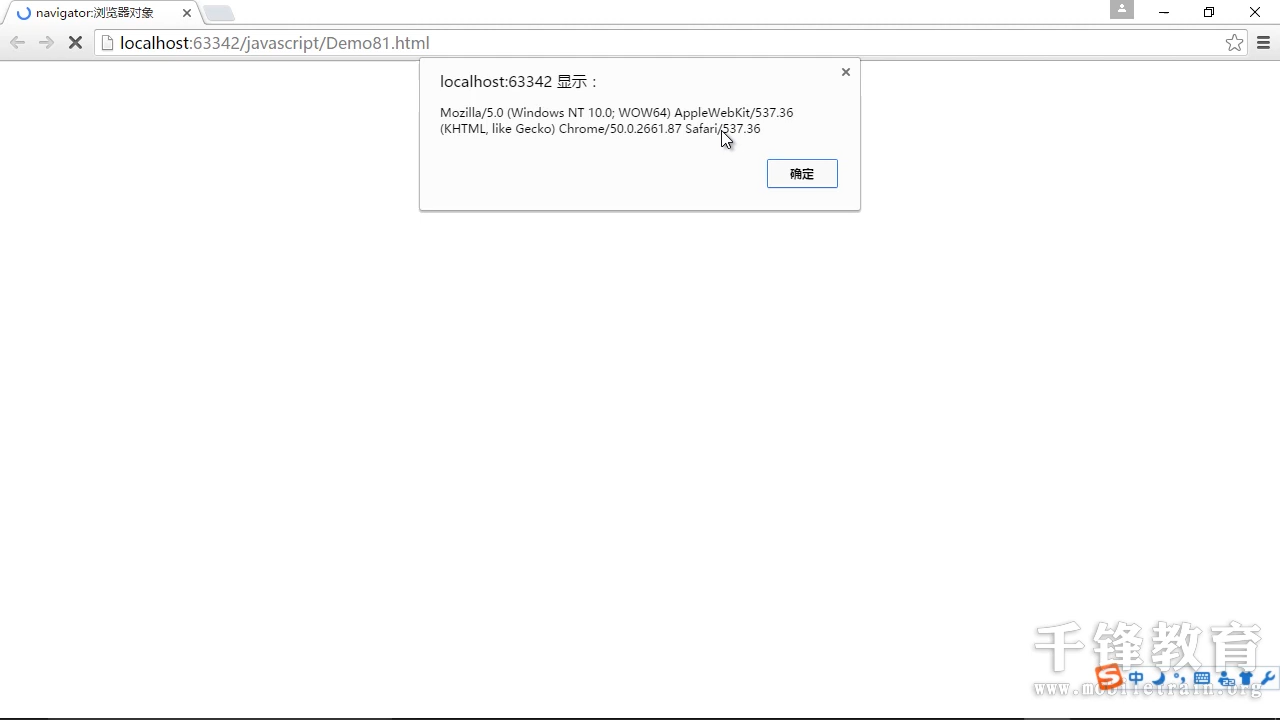 navigator:浏览器对象
localhost:63342/javascript/Demo81.html
localhost:63342 显示：
Mozilla/5.0 (Windows NT 10.0; WOW64) AppleWebKit/537.36
(KHTML, like Gecko) Chrome/50.0.2661.87 Safari/537.36
确定
千锋教育
中